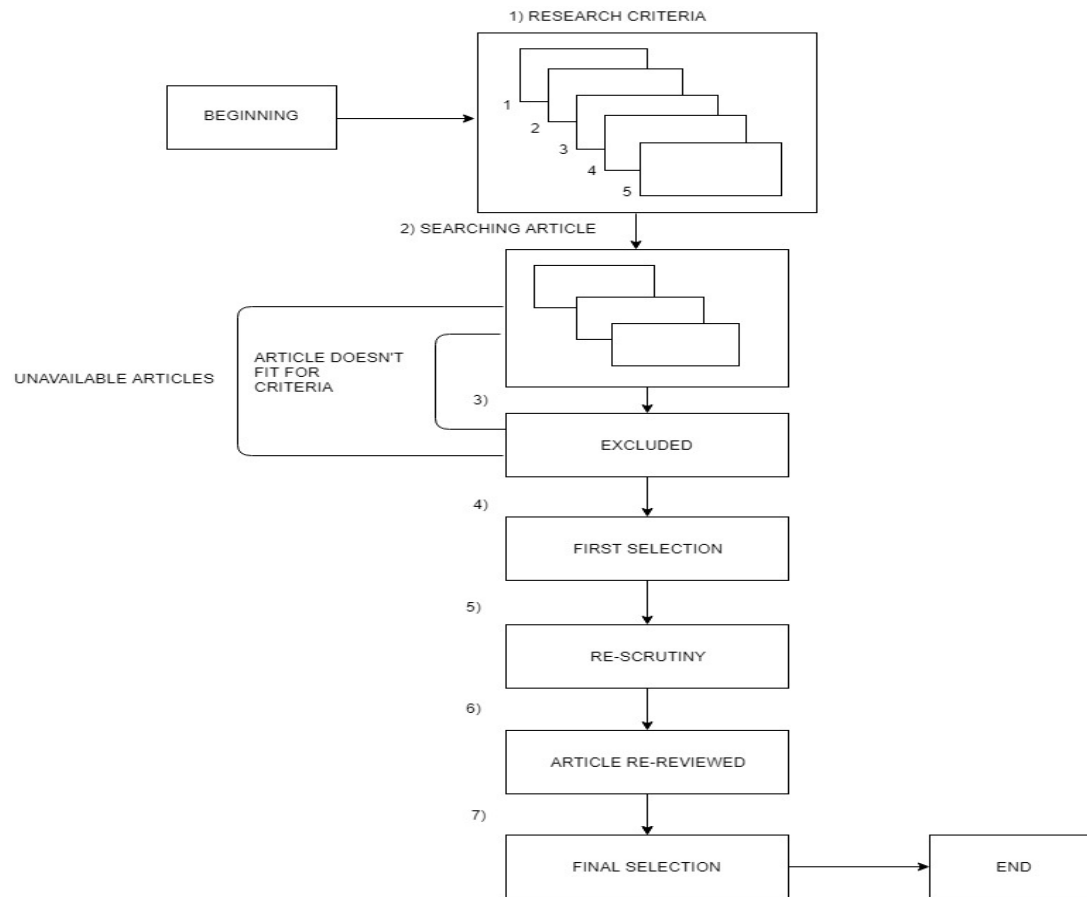 1) RESEARCH CRITERIA
BEGINNING
1
2
3
4
5
2) SEARCHING ARTICLE
UNAVAILABLE ARTICLES
ARTICLE DOESN'T
FIT FOR
CRITERIA
3)
EXCLUDED
4)
FIRST SELECTION
5)
RE-SCRUTINY
6)
ARTICLE RE-REVIEWED
7)
FINAL SELECTION
END